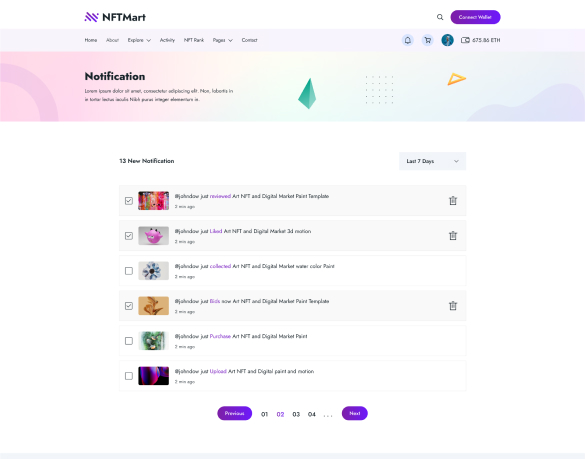 NFTMart
Connect Wallet
Home About Explore Activity NFT Rank Pages Contact
675.86 ETH
Notification
Lorem ipsum dolor sit amet, consectetur adipiscing elit. Non, lobortis in
in tortor lectus iaculis Nibh purus integer elementum in.
13 New Notification
Last 7 Days
@johndow just reviewed Art NFT and Digital Market Paint Template
2 min ago
@johndow just Liked Art NFT and Digital Market 3d motion
2 min ago
@johndow just collected Art NFT and Digital Market water color Paint
2 min ago
@johndow just Bids now Art NFT and Digital Market Paint Template
2 min ago
@johndow just Purchase Art NFT and Digital Market Paint
2 min ago
@johndow just Upload Art NFT and Digital paint and motion
2 min ago
Previous 01 02 03 04 ... Next